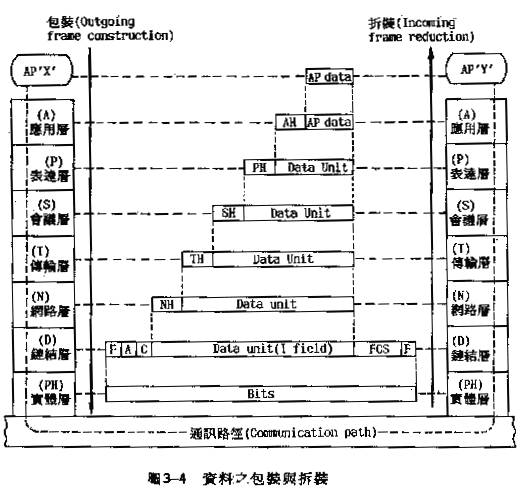 包裝(Outgoing
frame construction)
拆裝(Incoming
frame reduction)
AP'X'
AP data
AP'Y'
(A)
應用層
AH
AP data
(A)
應用層
(P)
表達層
PH
Data Unit
(P)
表達層
(S)
會議層
SH
Data Unit
(S)
會議層
(T)
傳輸層
TH
Data Unit
(T)
傳輸層
(N)
網路層
NH
Data unit
(N)
網路層
(D)
鏈結層
F
A
C
Data unit(I field)
FCS
F
(D)
鏈結層
(PH)
實體層
Bits
(PH)
實體層
通訊路徑(Communication path)
圖3-4 資料之包裝與拆裝